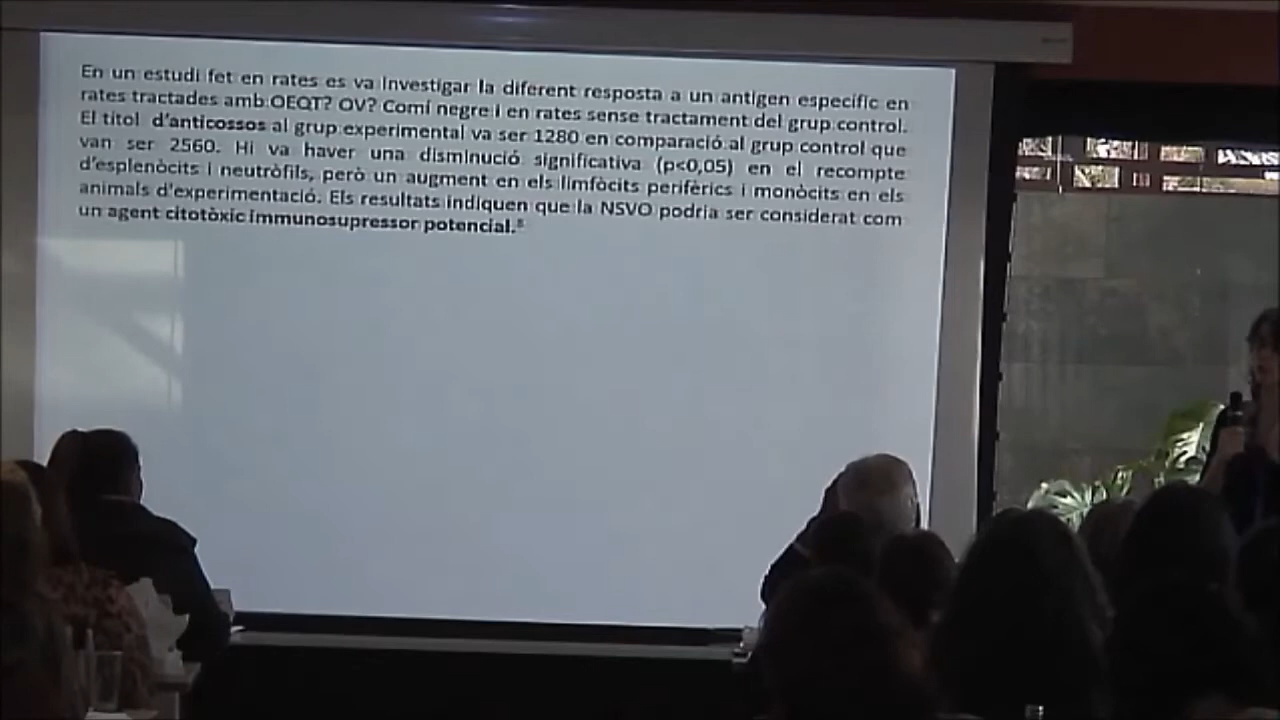 En un estudi fet en rates es va investigar la diferent resposta a un antigen específic en
rates tractades amb OEQT? OV? Comí negre i en rates sense tractament del grup control.
El títol d'anticossos al grup experimental va ser 1280 en comparació al grup control que
van ser 2560. Hi va haver una disminució significativa (p<0,05) en el recompte
d'esplenòcits i neutròfils, però un augment en els limfòcits perifèrics i monòcits en els
animals d'experimentació. Els resultats indiquen que la NSVO podria ser considerat com
un agent citotòxic immunosupressor potencial.⁸